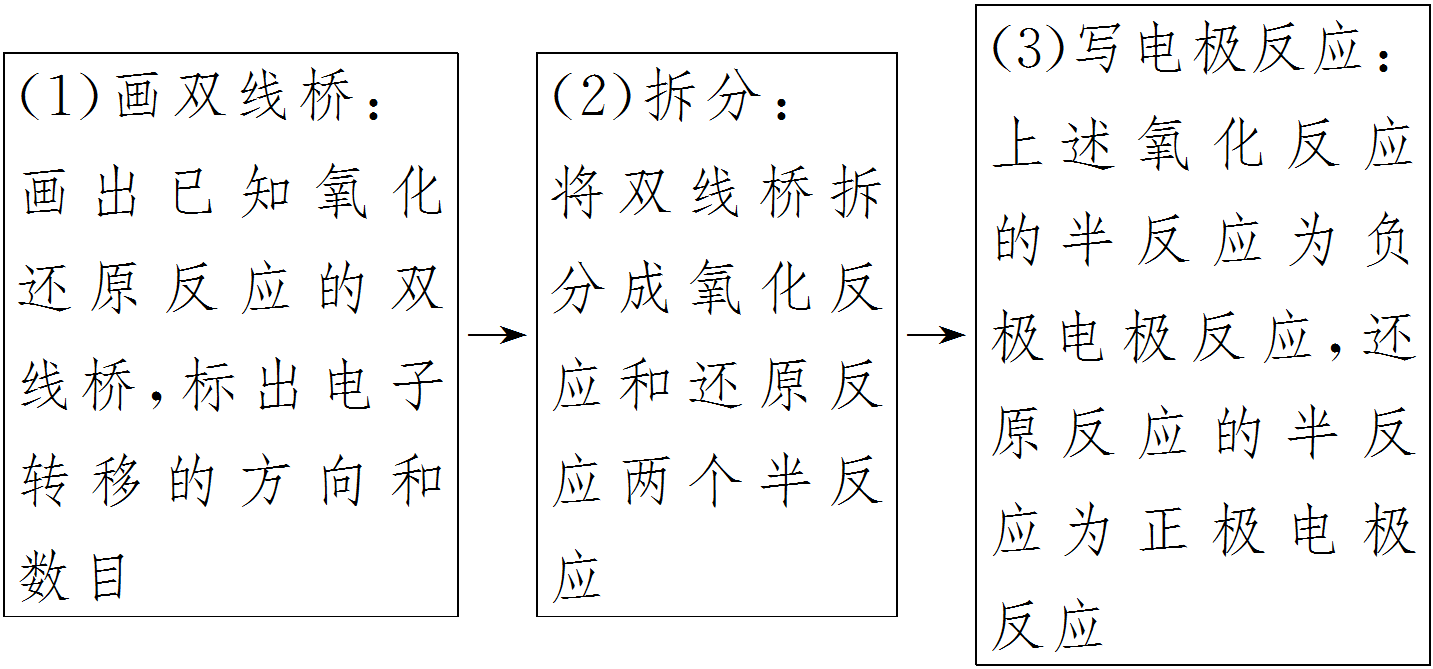 (1)画双线桥：
画出已知氧化
还原反应的双
线桥，标出电子
转移的方向和
数目
(2)拆分：
将双线桥拆
分成氧化反
应和还原反
应两个半反
应
(3)写电极反应：
上述氧化反应
的半反应为负
极电极反应，还
原反应的半反
应为正极电极
反应